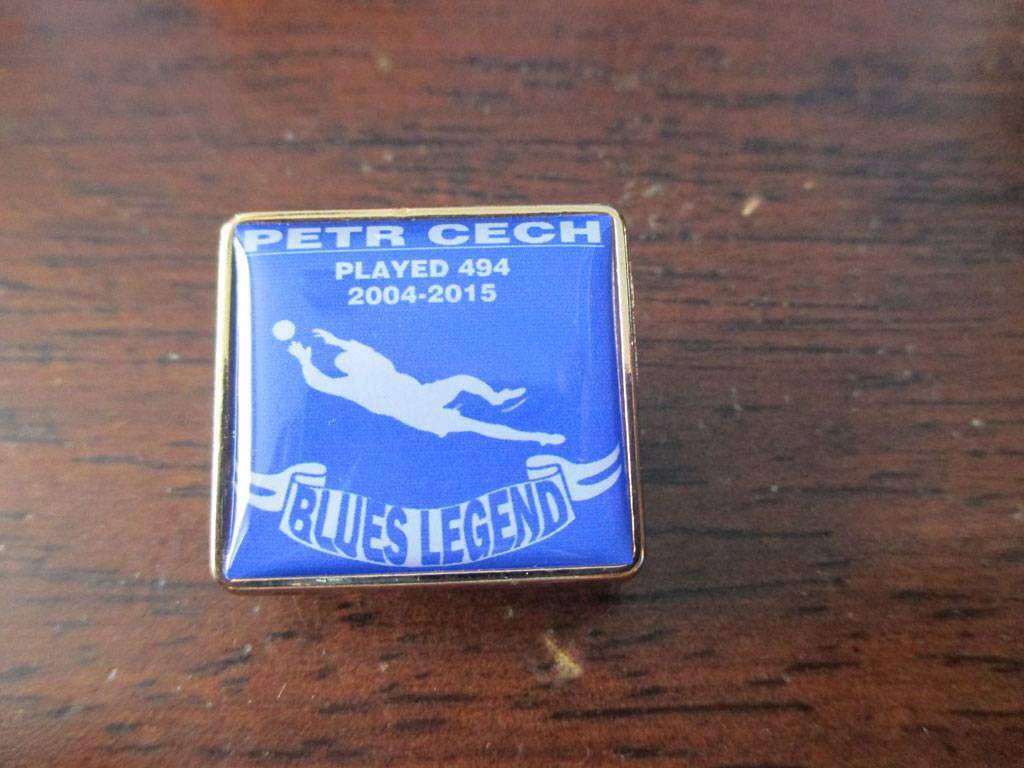 PETR CECH
PLAYED 494
2004-2015
BLUES LEGEND